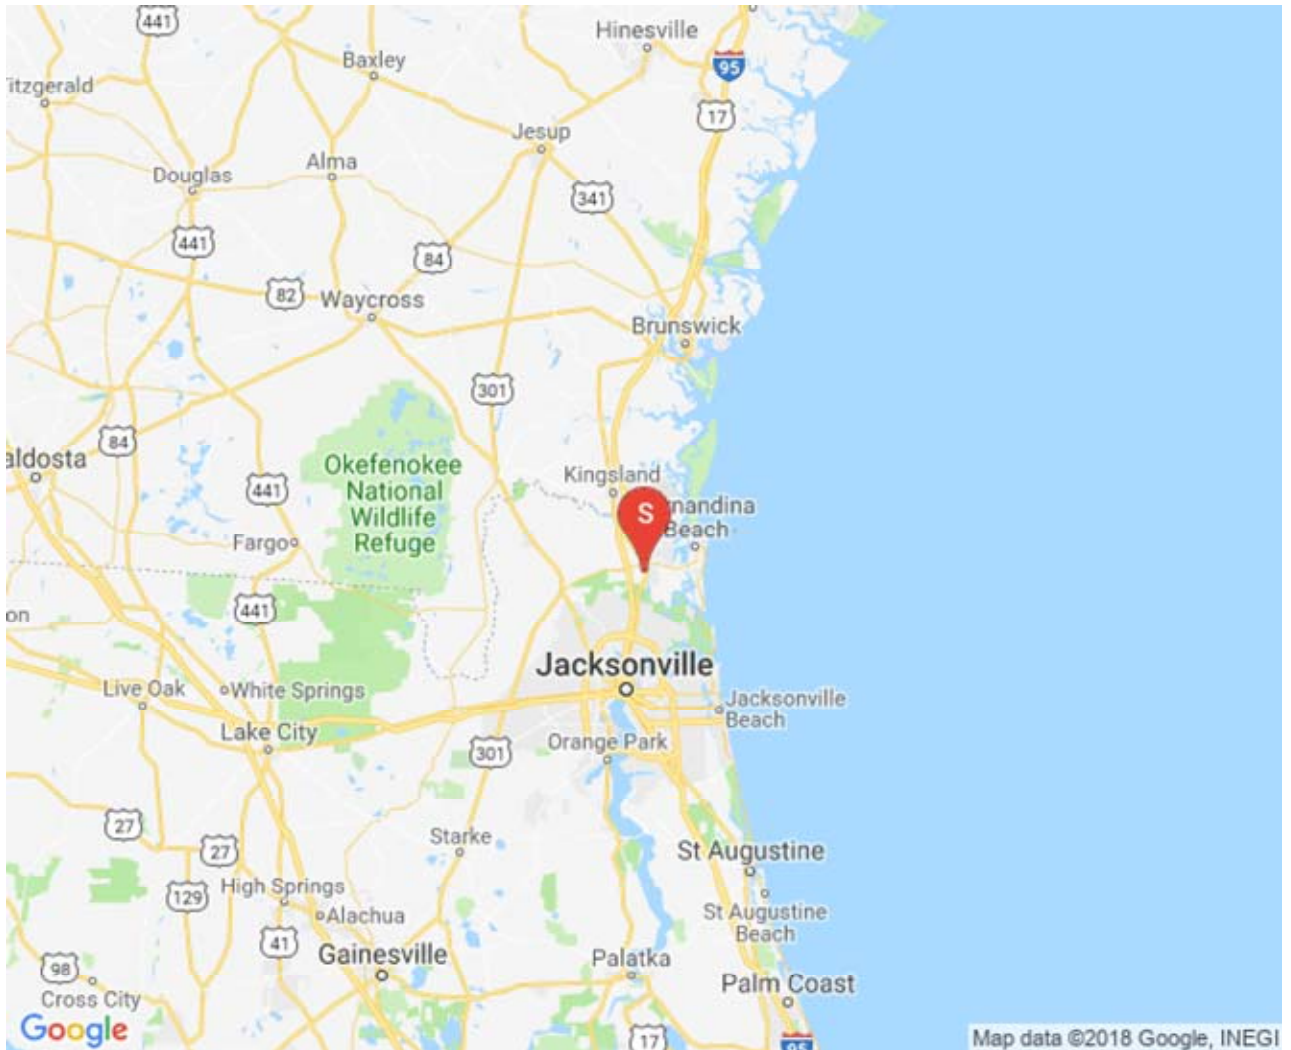 441
Hinesville
Baxley
95
itzgerald
17
Jesup
Alma
Douglas
341
441
84
82
Waycross
Brunswick
301
84
aldosta
Okefenokee
National
Wildlife
Refuge
Kingsland
441
S
rnandina
Beach
Fargo
441
on
Jacksonville
Live Oak
White Springs
Jacksonville
Beach
Lake City
Orange Park
301
27
Starke
27
St Augustine
High Springs
129
Alachua
St Augustine
Beach
41
Gainesville
Palatka
98
Cross City
Palm Coast
Google
17
95
Map data ©2018 Google, INEGI